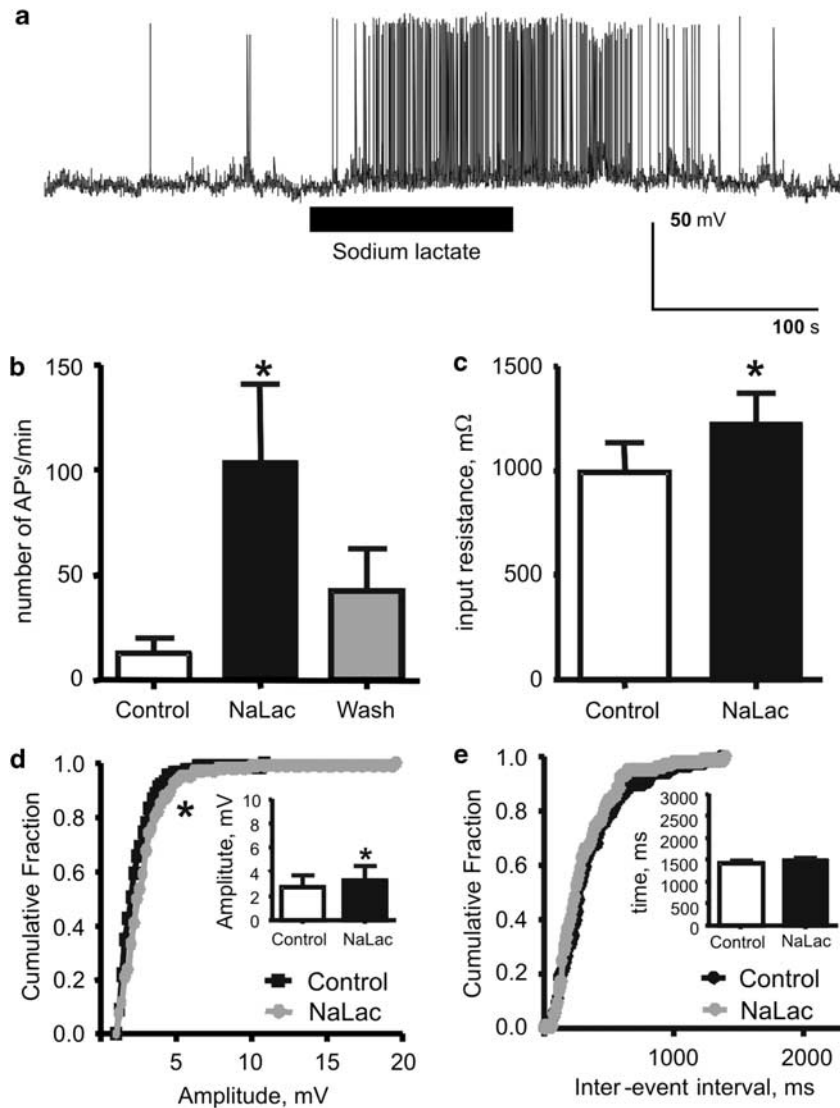 a
Sodium lactate
50 mV
100 s
b
number of AP's/min
150
100
50
0
Control NaLac Wash
*
c
input resistance, mΩ
1500
1000
500
0
Control NaLac
*
d
Cumulative Fraction
1.0
0.8
0.6
0.4
0.2
0.0
5 10 15 20
Amplitude, mV
*
Amplitute, mV
10
8
6
4
2
0
Control NaLac
*
Control
NaLac
e
Cumulative Fraction
1.0
0.8
0.6
0.4
0.2
0.0
1000 2000
Inter-event interval, ms
time, ms
3000
2500
2000
1500
1000
500
0
Control NaLac
Control
NaLac